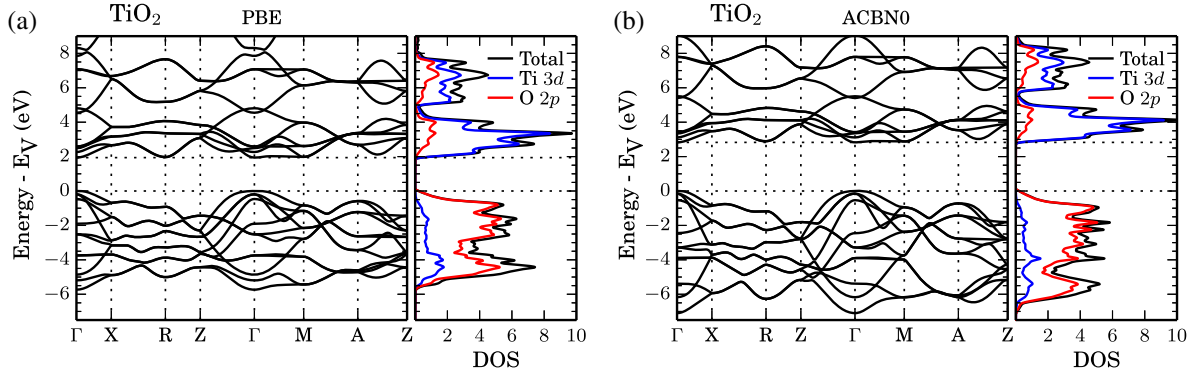 (a) TiO2 PBE
Energy - EV (eV)
8
6
4
2
0
−2
−4
−6
Γ X R Z Γ M A Z
Total
Ti 3d
O 2p
2 4 6 8 10
DOS
(b) TiO2 ACBN0
Energy - EV (eV)
8
6
4
2
0
−2
−4
−6
Γ X R Z Γ M A Z
Total
Ti 3d
O 2p
2 4 6 8 10
DOS